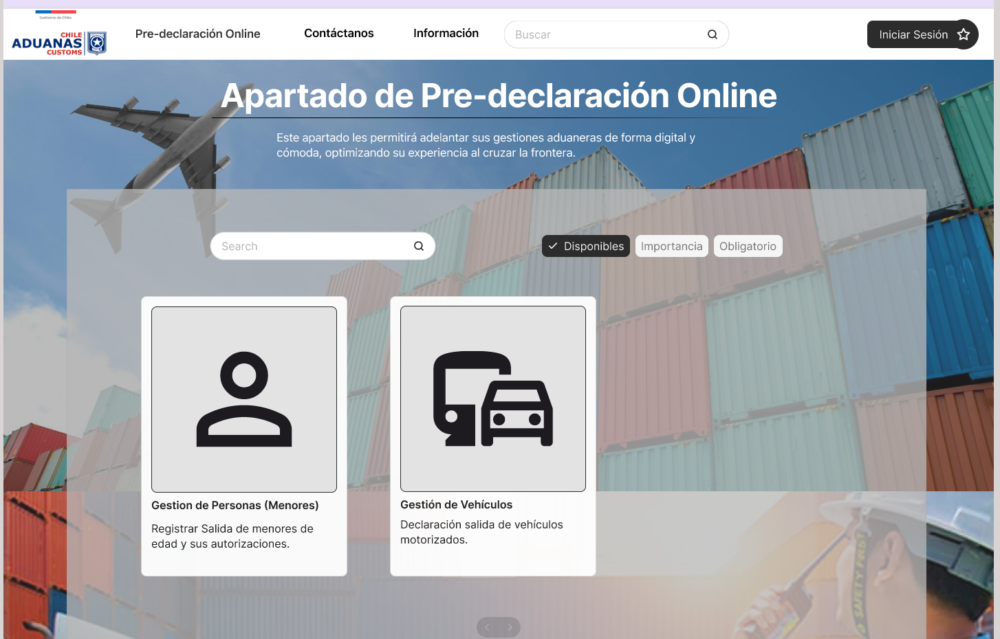 Gobierno de Chile
CHILE
ADUANAS
CUSTOMS
Pre-declaración Online
Contáctanos
Información
Buscar
Iniciar Sesión
Apartado de Pre-declaración Online
Este apartado les permitirá adelantar sus gestiones aduaneras de forma digital y
cómoda, optimizando su experiencia al cruzar la frontera.
Search
Disponibles
Importancia
Obligatorio
Gestion de Personas (Menores)
Registrar Salida de menores de
edad y sus autorizaciones.
Gestión de Vehículos
Declaración salida de vehículos
motorizados.
SAFETY FIRST